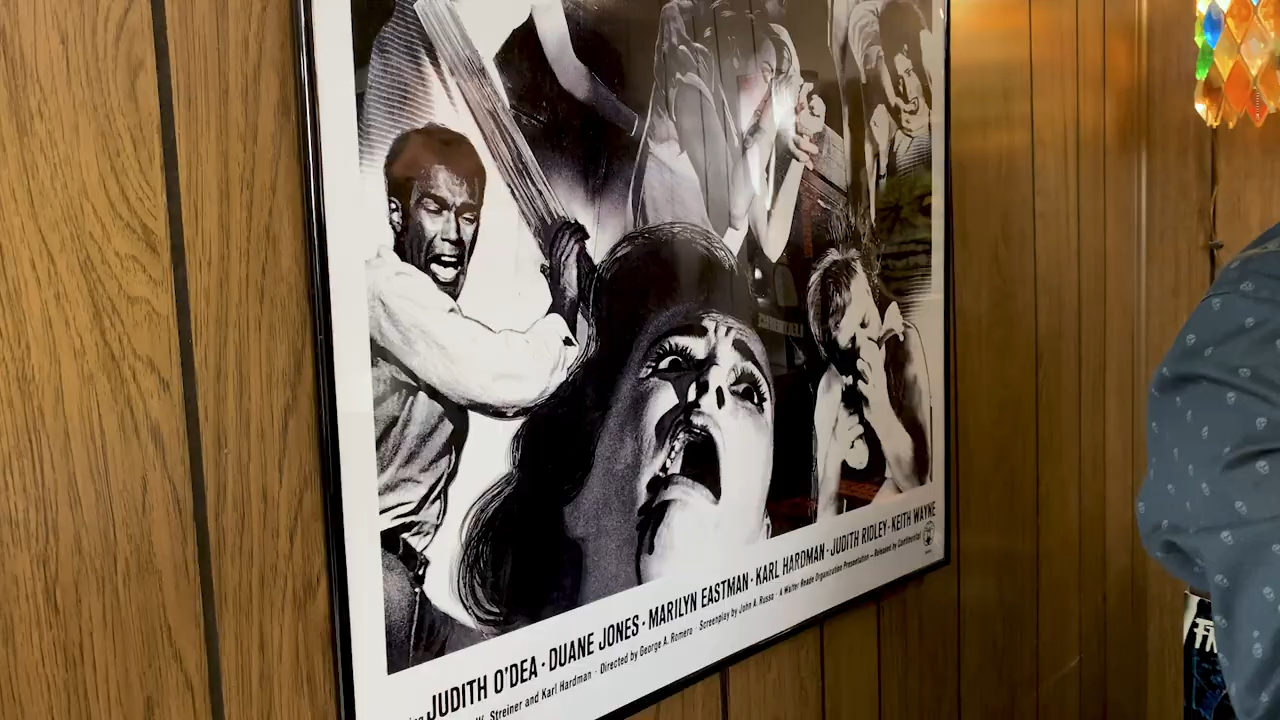 JUDITH O'DEA · DUANE JONES · MARILYN EASTMAN · KARL HARDMAN · JUDITH RIDLEY · KEITH WAYNE
W. Streiner and Karl Hardman · Directed by George A. Romero · Screenplay by John A. Russo · A Walter Reade Organization Presentation — Released by Continental